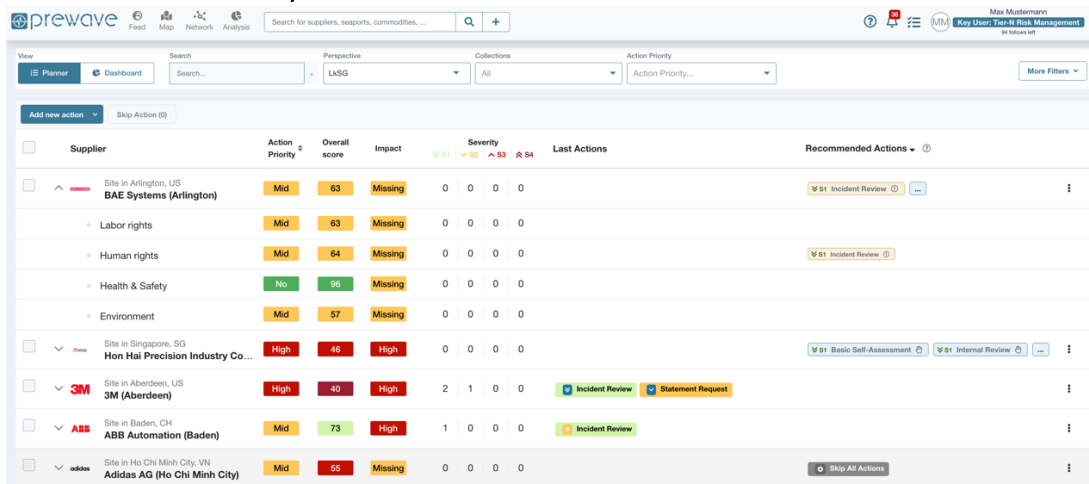 prewave
Feed Map Network Analysis
Search for suppliers, seaports, commodities, ...
+
?
36
MM
Max Mustermann
Key User: Tier-N Risk Management
94 follows left
View Search Perspective Collections Action Priority
Planner Dashboard Search... × LkSG All Action Priority... More Filters
Add new action Skip Action (0)
Supplier Action Priority Overall score Impact Severity S1 S2 S3 S4 Last Actions Recommended Actions ?
Site in Arlington, US
BAE Systems (Arlington) Mid 63 Missing 0 0 0 0 S1 Incident Review ...
Labor rights Mid 63 Missing 0 0 0 0
Human rights Mid 64 Missing 0 0 0 0 S1 Incident Review
Health & Safety No 96 Missing 0 0 0 0
Environment Mid 57 Missing 0 0 0 0
Site in Singapore, SG
Hon Hai Precision Industry Co... High 46 High 0 0 0 0 S1 Basic Self-Assessment S1 Internal Review ...
3M
Site in Aberdeen, US
3M (Aberdeen) High 40 High 2 1 0 0 Incident Review Statement Request
ABB
Site in Baden, CH
ABB Automation (Baden) Mid 73 High 1 0 0 0 Incident Review
adidas
Site in Ho Chi Minh City, VN
Adidas AG (Ho Chi Minh City) Mid 55 Missing 0 0 0 0 Skip All Actions